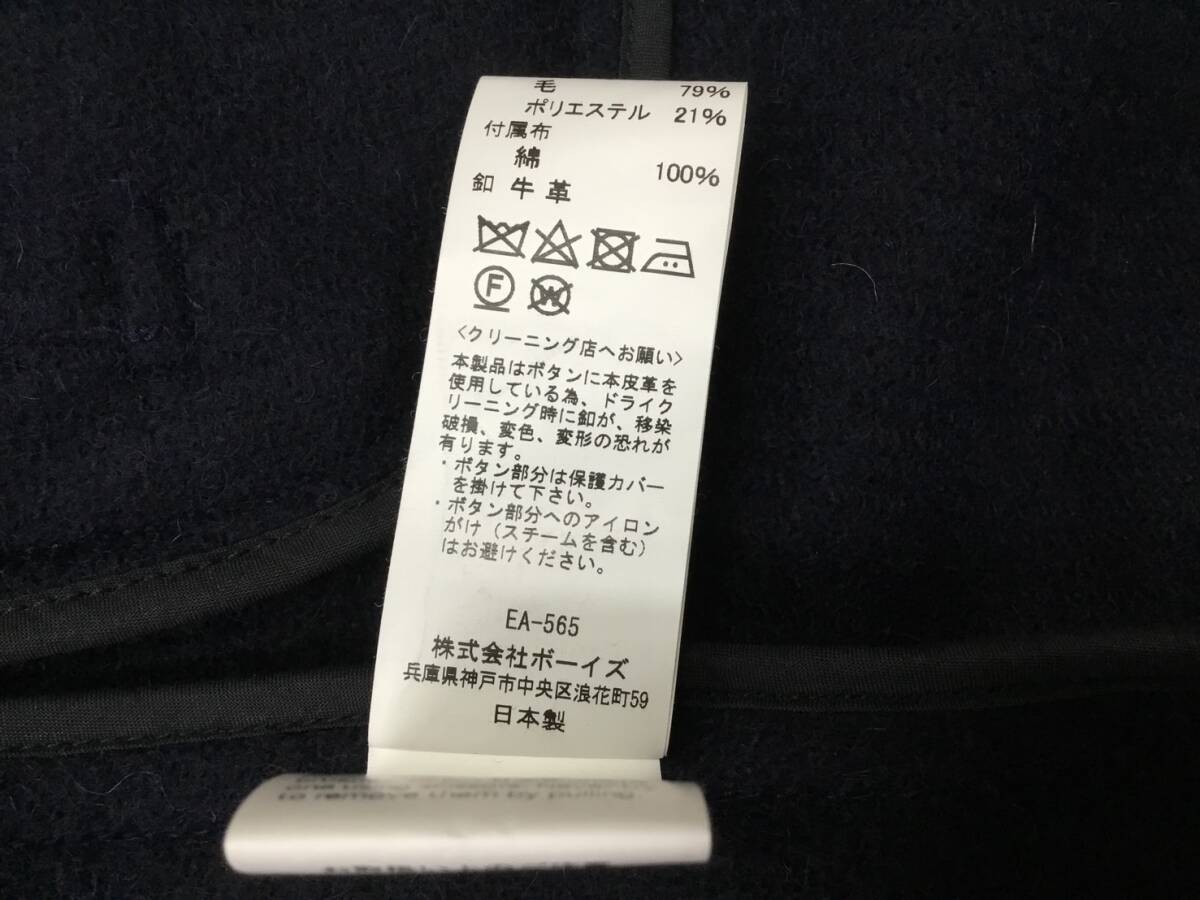 毛 79%
ポリエステル 21%
付属布
綿 100%
釦 牛革
F
W
〈クリーニング店へお願い〉
本製品はボタンに本皮革を
使用している為、ドライク
リーニング時に釦が、移染
破損、変色、変形の恐れが
有ります。
・ボタン部分は保護カバー
を掛けて下さい。
・ボタン部分へのアイロン
がけ（スチームを含む）
はお避けください。
EA-565
株式会社ボーイズ
兵庫県神戸市中央区浪花町59
日本製
to remove them by pulling.